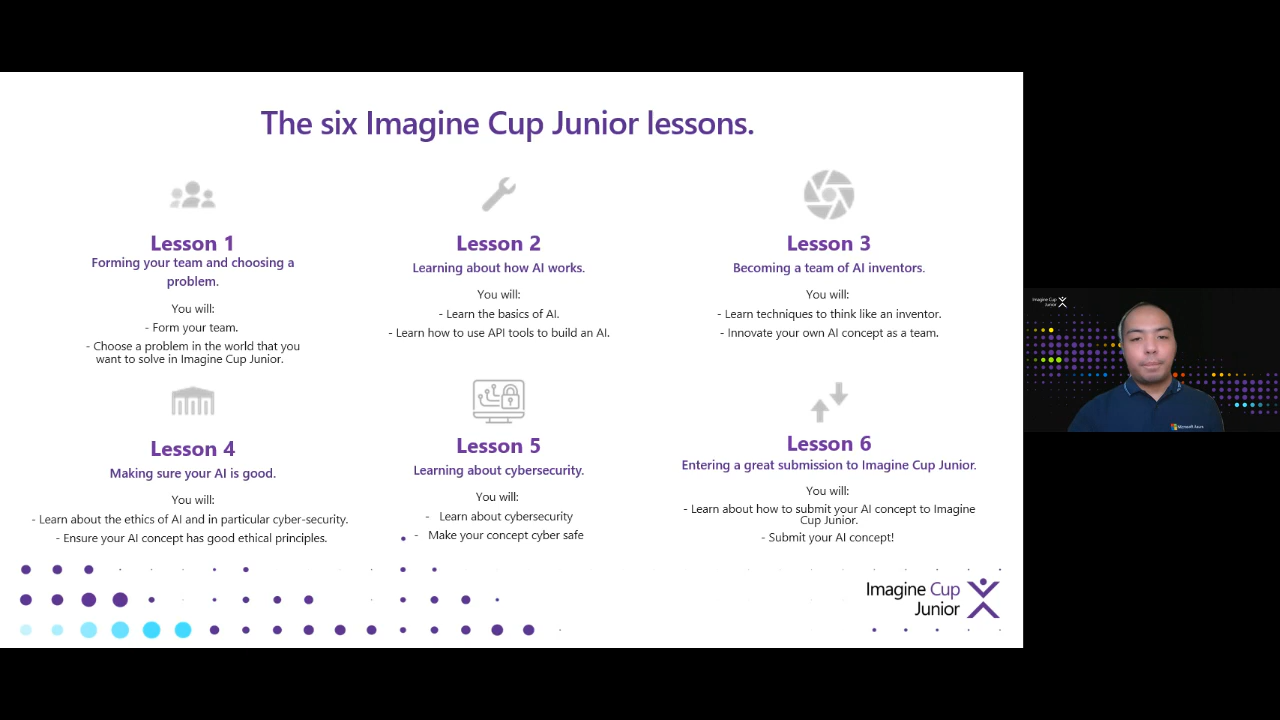 The six Imagine Cup Junior lessons.
Lesson 1
Forming your team and choosing a
problem.
You will:
- Form your team.
- Choose a problem in the world that you
want to solve in Imagine Cup Junior.
Lesson 2
Learning about how AI works.
You will:
- Learn the basics of AI.
- Learn how to use API tools to build an AI.
Lesson 3
Becoming a team of AI inventors.
You will:
- Learn techniques to think like an inventor.
- Innovate your own AI concept as a team.
Lesson 4
Making sure your AI is good.
You will:
- Learn about the ethics of AI and in particular cyber-security.
- Ensure your AI concept has good ethical principles.
Lesson 5
Learning about cybersecurity.
You will:
- Learn about cybersecurity
- Make your concept cyber safe
Lesson 6
Entering a great submission to Imagine Cup Junior.
You will:
- Learn about how to submit your AI concept to Imagine
Cup Junior.
- Submit your AI concept!
Imagine Cup
Junior
Imagine Cup
Junior
Microsoft Azure